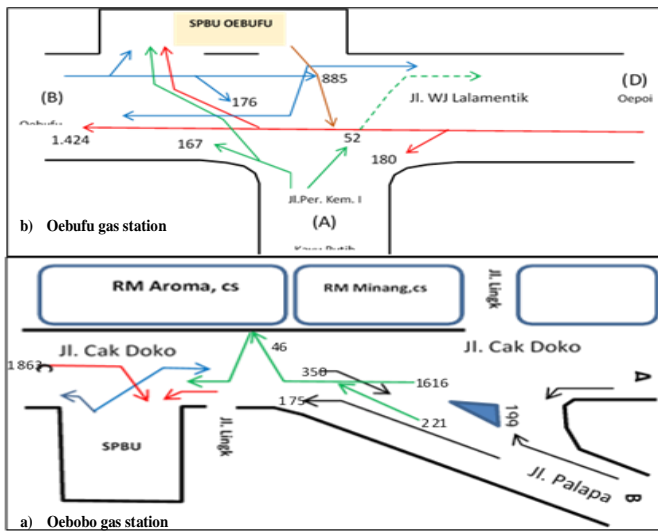 SPBU OEBUFU
885
(B)
(D)
176
Jl. WJ Lalamentik
Oepoi
1.424
52
167
180
Jl.Per. Kem. I
b) Oebufu gas station
(A)
RM Aroma, cs
RM Minang,cs
Jl. Lingk
Jl. Cak Doko
46
Jl. Cak Doko
1863
350
1616
A
175
221
199
SPBU
Jl. Lingk
Jl. Palapa
B
a) Oebobo gas station